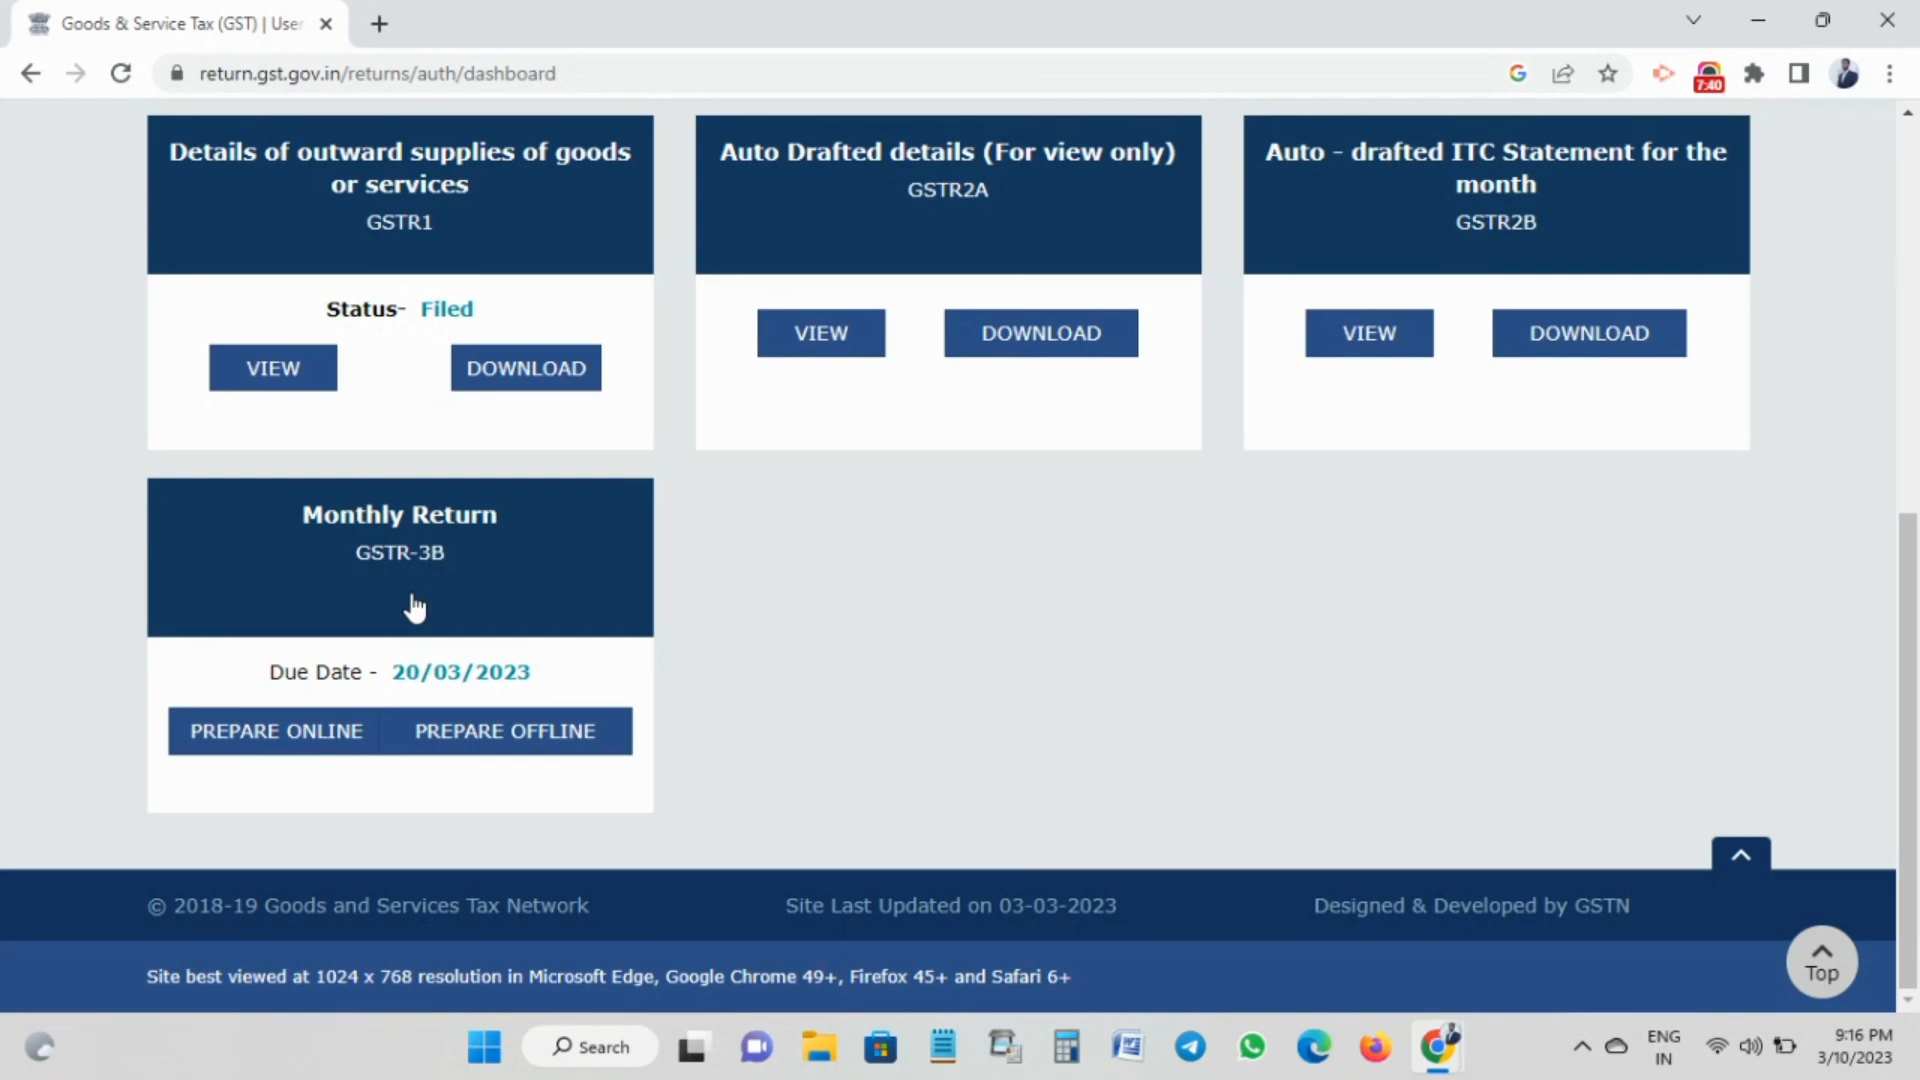 Goods & Service Tax (GST) | User
return.gst.gov.in/returns/auth/dashboard
7:40
Details of outward supplies of goods
or services
GSTR1
Status- Filed
VIEW
DOWNLOAD
Auto Drafted details (For view only)
GSTR2A
VIEW
DOWNLOAD
Auto - drafted ITC Statement for the
month
GSTR2B
VIEW
DOWNLOAD
Monthly Return
GSTR-3B
Due Date - 20/03/2023
PREPARE ONLINE
PREPARE OFFLINE
© 2018-19 Goods and Services Tax Network
Site Last Updated on 03-03-2023
Designed & Developed by GSTN
Site best viewed at 1024 x 768 resolution in Microsoft Edge, Google Chrome 49+, Firefox 45+ and Safari 6+
Top
Search
ENG
IN
9:16 PM
3/10/2023